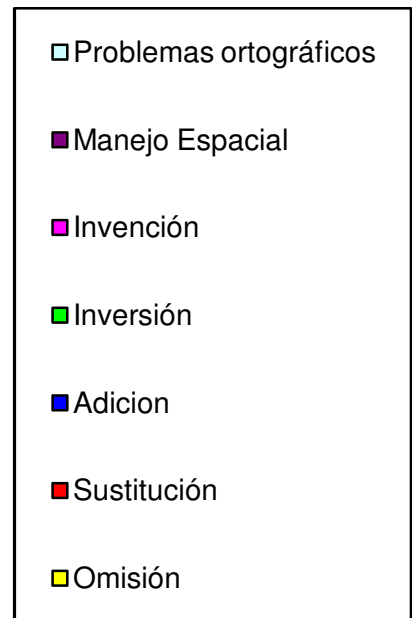 Problemas ortográficos
Manejo Espacial
Invención
Inversión
Adicion
Sustitución
Omisión